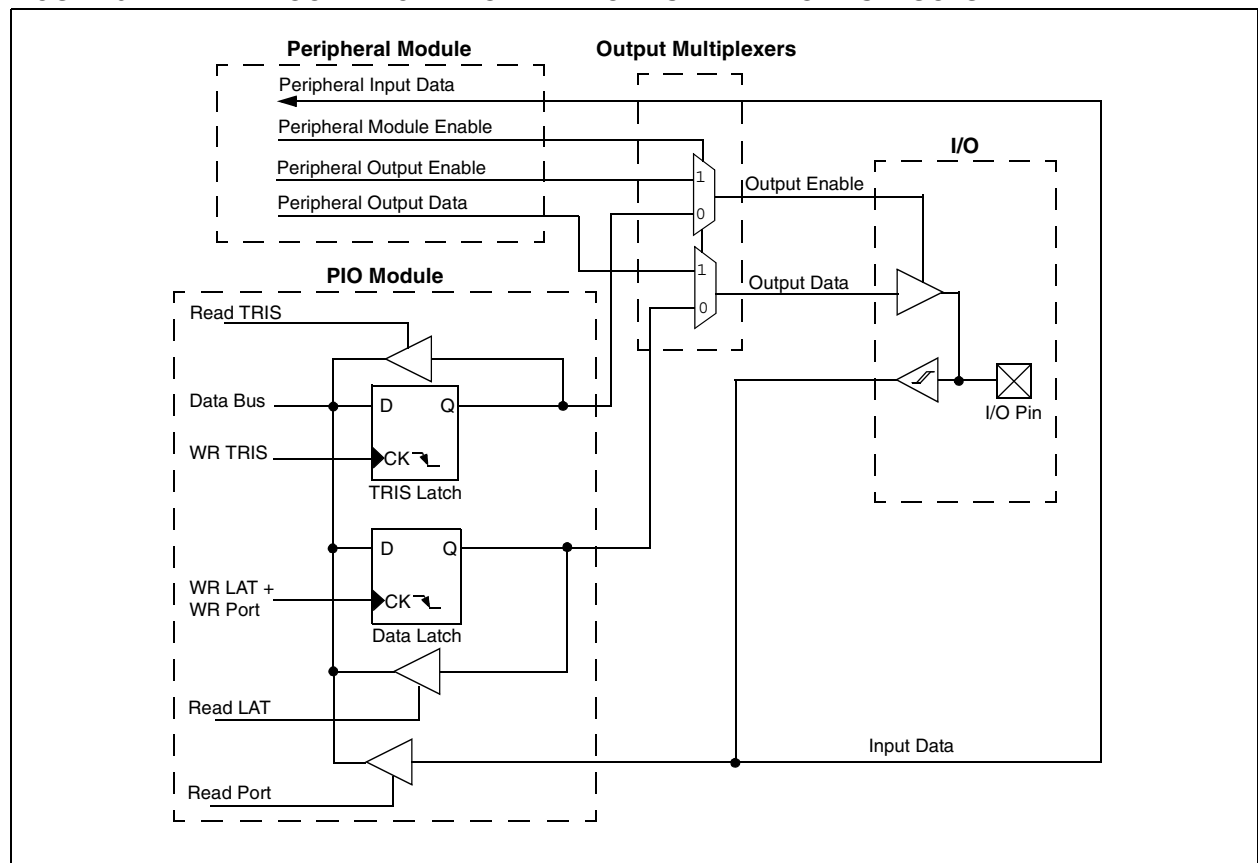 Peripheral Module
Output Multiplexers
Peripheral Input Data
Peripheral Module Enable
I/O
Peripheral Output Enable
1
Output Enable
Peripheral Output Data
0
1
PIO Module
Output Data
Read TRIS
0
Data Bus
D
Q
I/O Pin
WR TRIS
CK
TRIS Latch
D
Q
WR LAT +
WR Port
CK
Data Latch
Read LAT
Input Data
Read Port